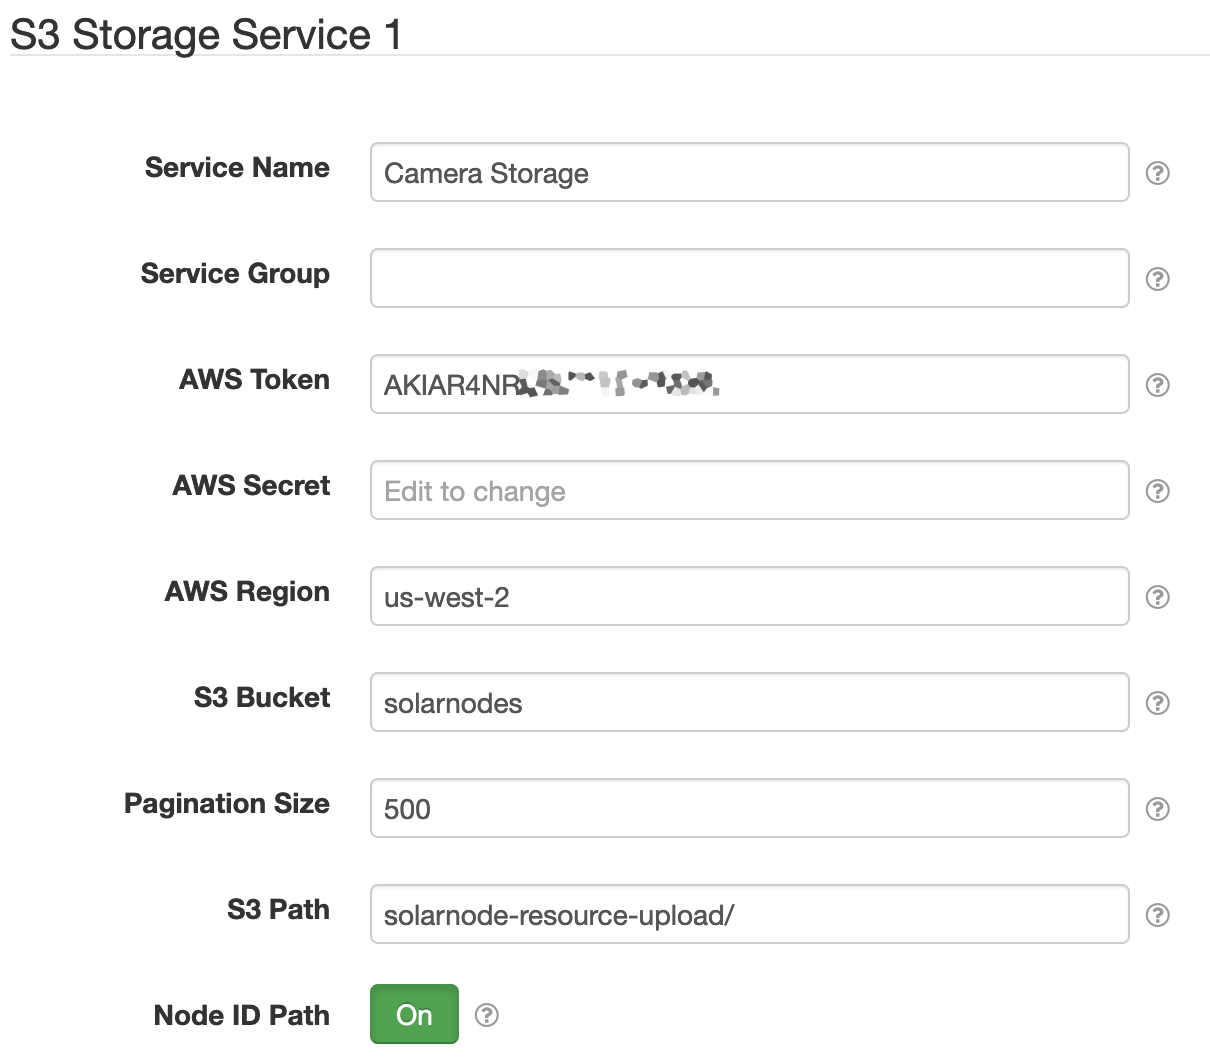 S3 Storage Service 1
Service Name Camera Storage
Service Group
AWS Token AKIAR4NR
AWS Secret Edit to change
AWS Region us-west-2
S3 Bucket solarnodes
Pagination Size 500
S3 Path solarnode-resource-upload/
Node ID Path On